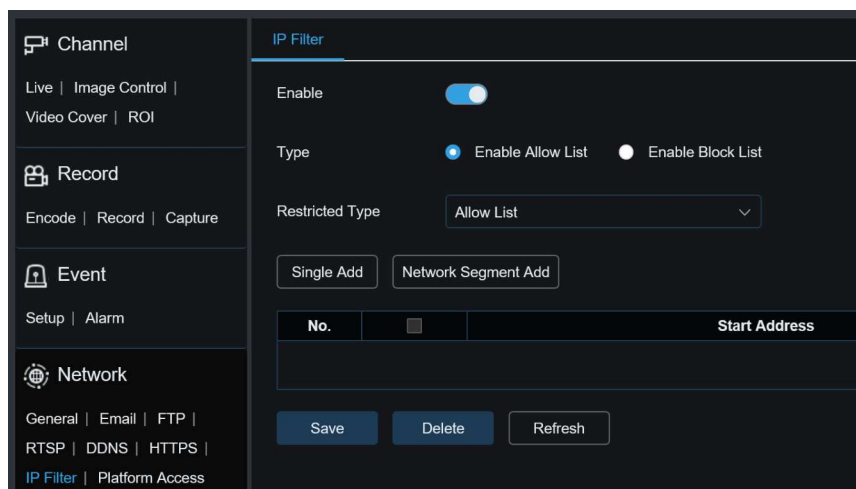 Channel
Live | Image Control |
Video Cover | ROI
Record
Encode | Record | Capture
Event
Setup | Alarm
Network
General | Email | FTP |
RTSP | DDNS | HTTPS |
IP Filter | Platform Access
IP Filter
Enable
Type Enable Allow List Enable Block List
Restricted Type Allow List
Single Add Network Segment Add
No. Start Address
Save Delete Refresh